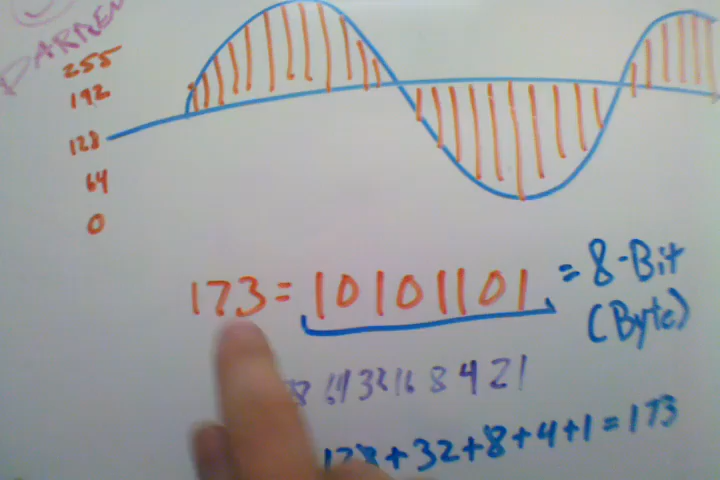 255
192
128
64
0
173 = 10101101 = 8-Bit
(Byte)
64 32 16 8 4 2 1
128+32+8+4+1=173